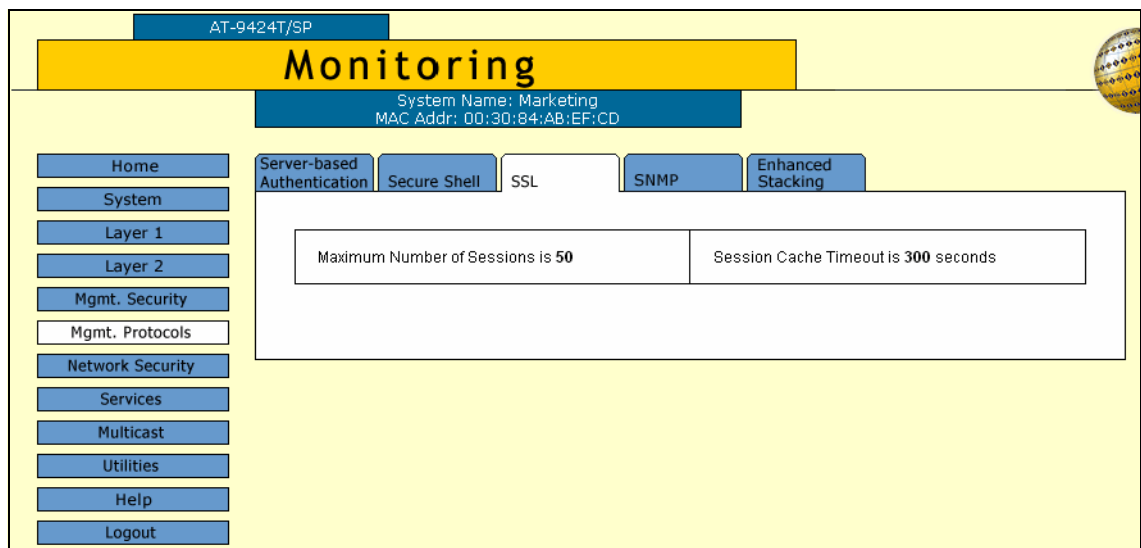 AT-9424T/SP
Monitoring
System Name: Marketing
MAC Addr: 00:30:84:AB:EF:CD
Home
System
Layer 1
Layer 2
Mgmt. Security
Mgmt. Protocols
Network Security
Services
Multicast
Utilities
Help
Logout
Server-based
Authentication
Secure Shell
SSL
SNMP
Enhanced
Stacking
Maximum Number of Sessions is 50
Session Cache Timeout is 300 seconds